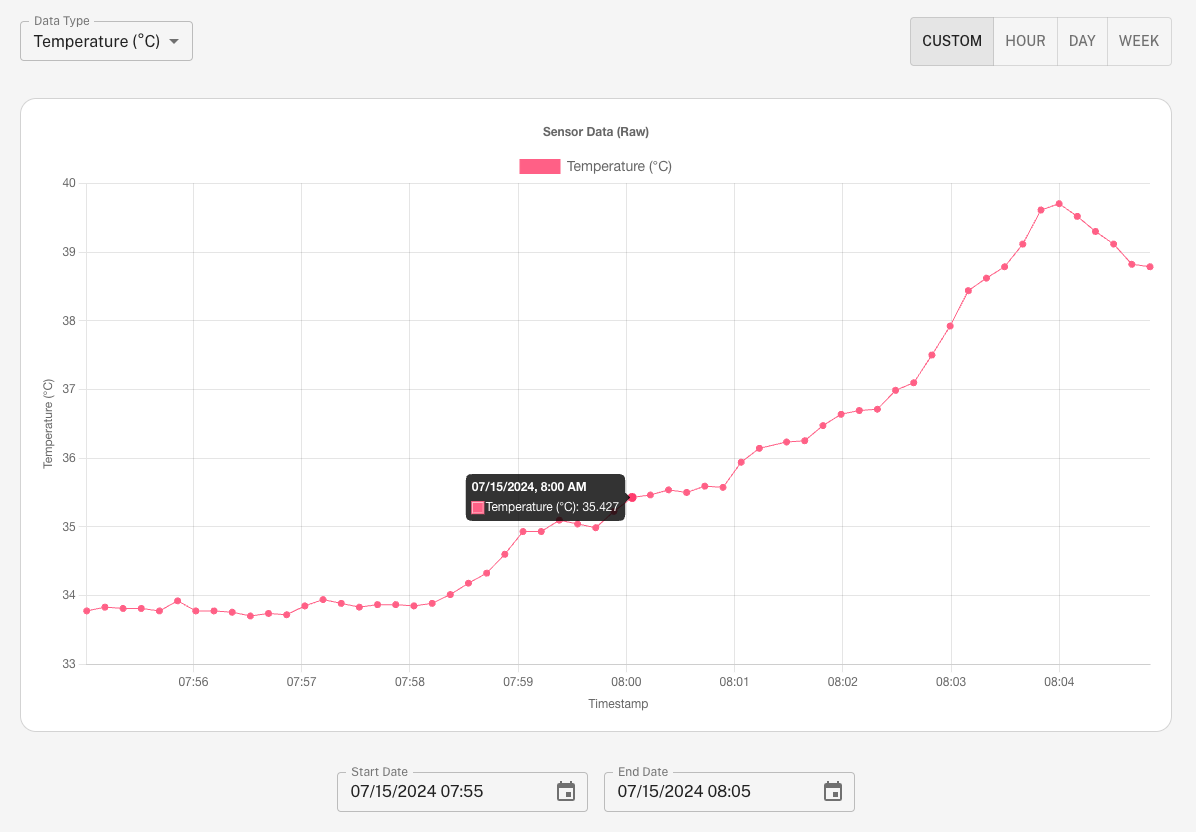 Data Type
Temperature (°C)
CUSTOM HOUR DAY WEEK
Sensor Data (Raw)
Temperature (°C)
40
39
38
37
36
35
34
33
Temperature (°C)
07/15/2024, 8:00 AM
Temperature (°C): 35.427
07:56 07:57 07:58 07:59 08:00 08:01 08:02 08:03 08:04
Timestamp
Start Date
07/15/2024 07:55
End Date
07/15/2024 08:05